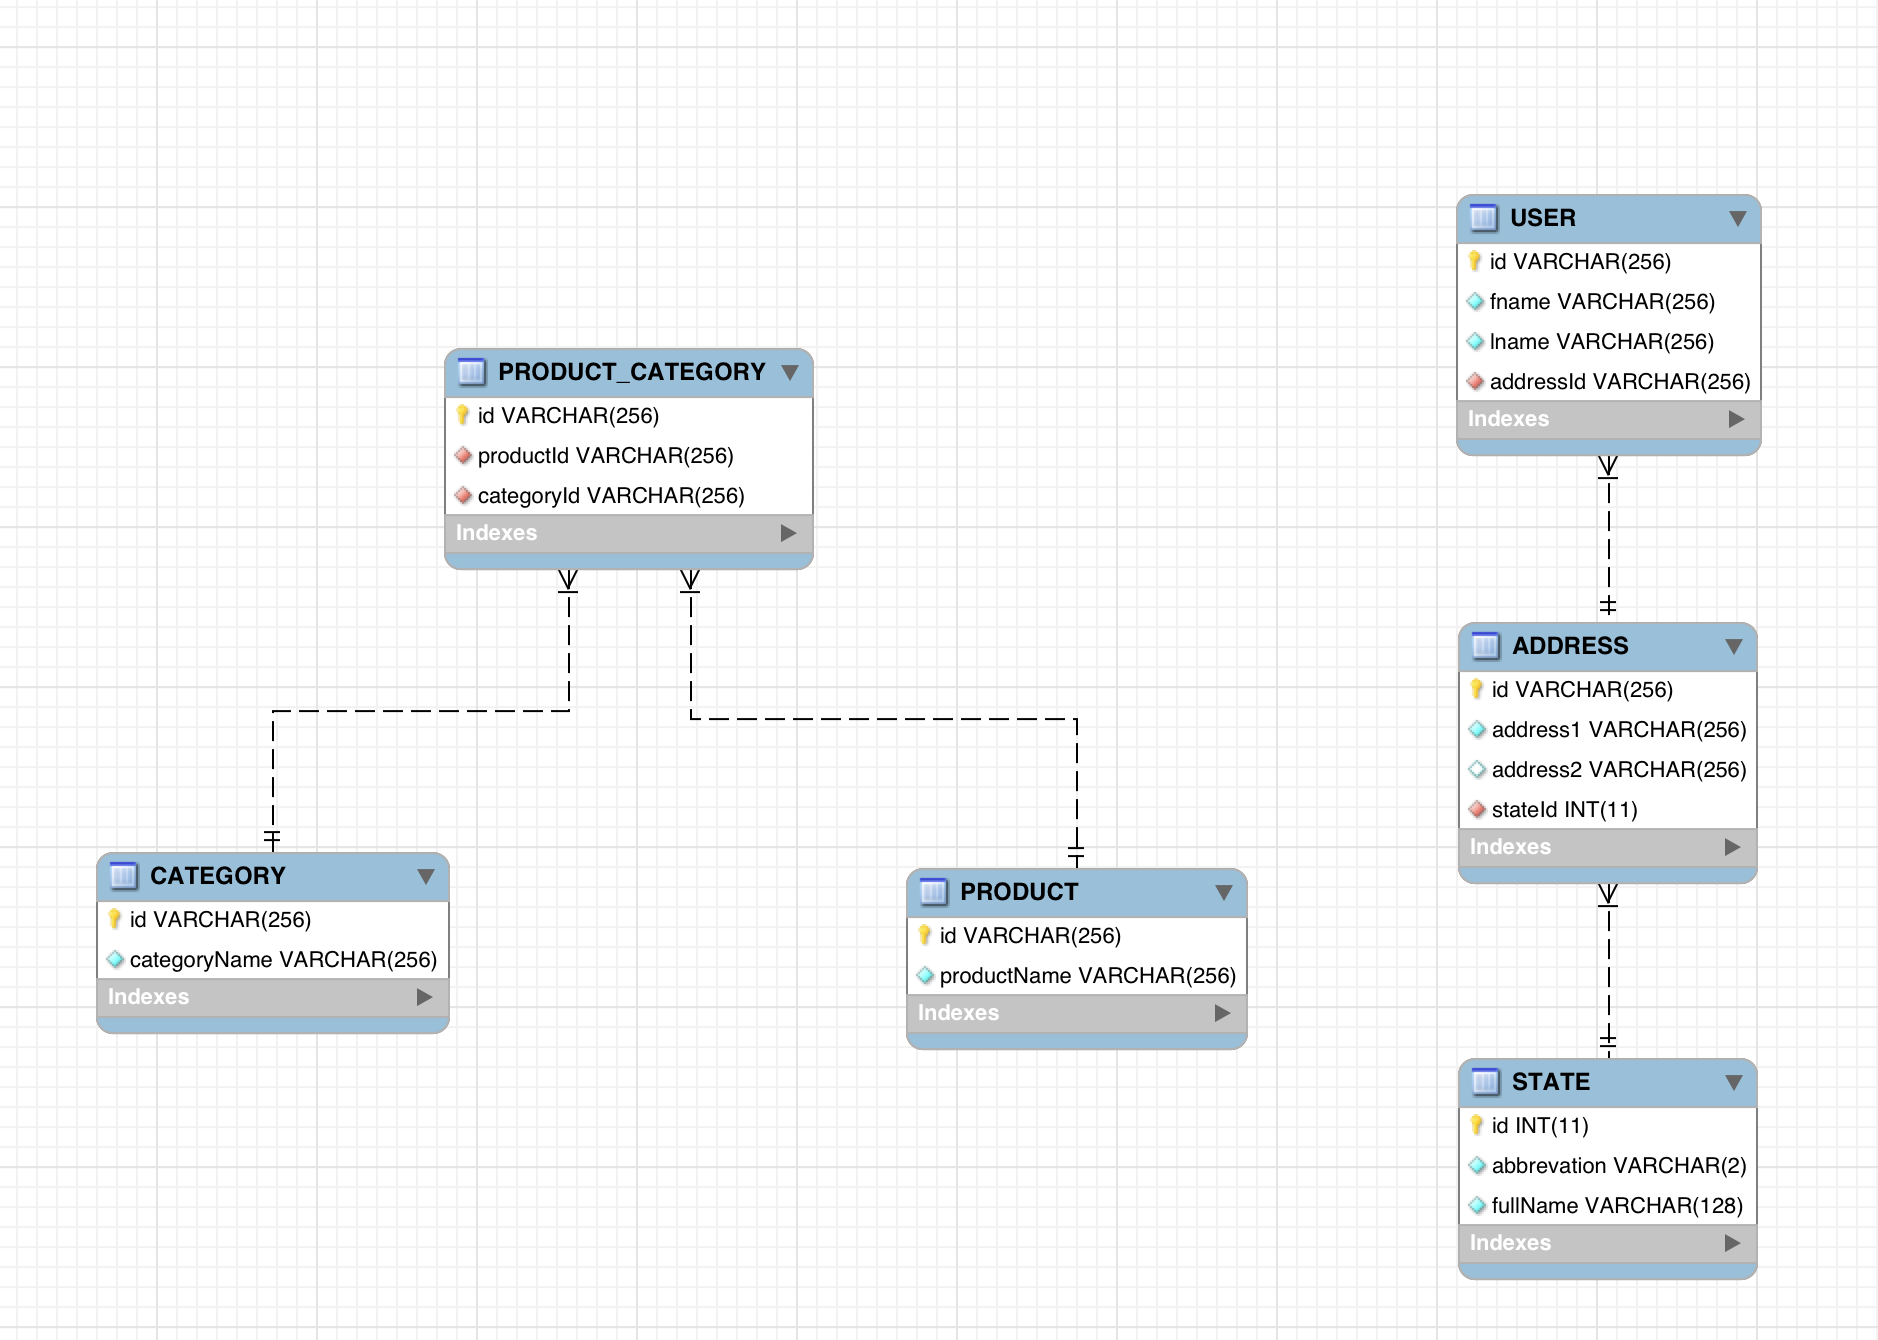 PRODUCT_CATEGORY
id VARCHAR(256)
productId VARCHAR(256)
categoryId VARCHAR(256)
Indexes
CATEGORY
id VARCHAR(256)
categoryName VARCHAR(256)
Indexes
PRODUCT
id VARCHAR(256)
productName VARCHAR(256)
Indexes
USER
id VARCHAR(256)
fname VARCHAR(256)
lname VARCHAR(256)
addressId VARCHAR(256)
Indexes
ADDRESS
id VARCHAR(256)
address1 VARCHAR(256)
address2 VARCHAR(256)
stateId INT(11)
Indexes
STATE
id INT(11)
abbrevation VARCHAR(2)
fullName VARCHAR(128)
Indexes